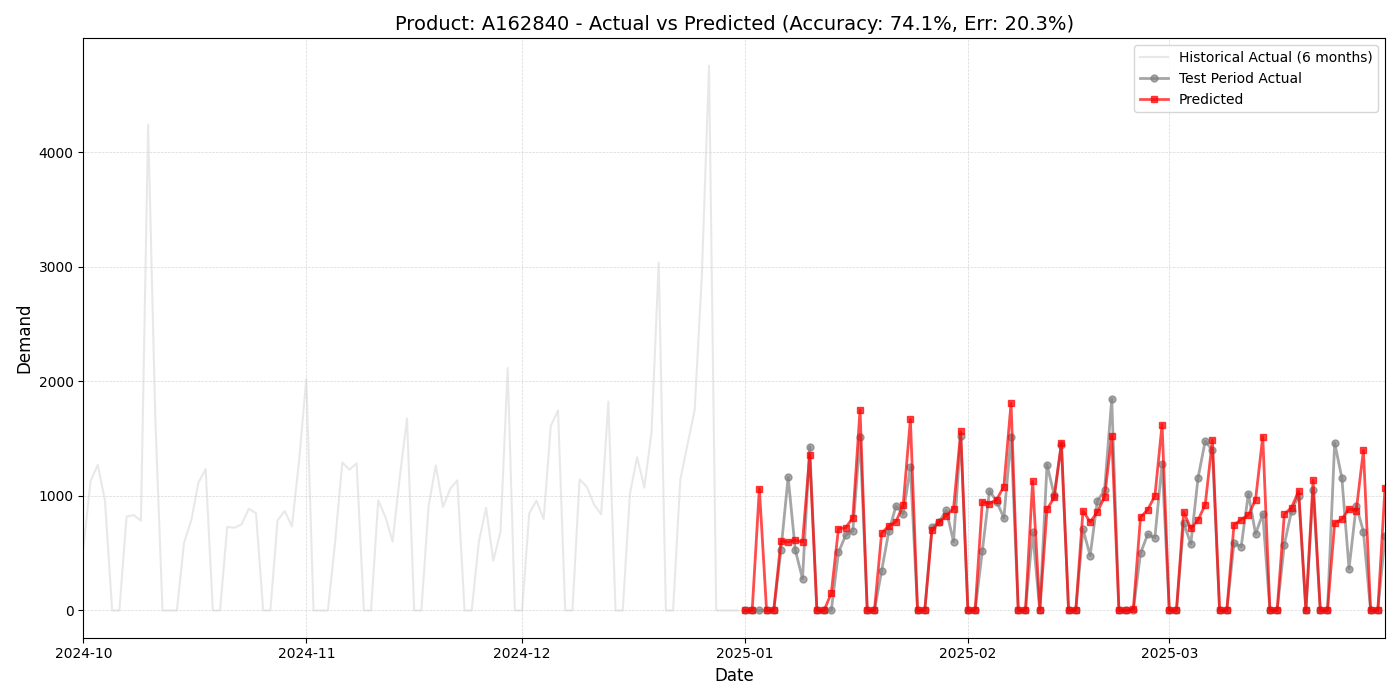 Product: A162840 - Actual vs Predicted (Accuracy: 74.1%, Err: 20.3%)
Historical Actual (6 months)
Test Period Actual
Predicted
Demand
4000
3000
2000
1000
0
2024-10
2024-11
2024-12
2025-01
2025-02
2025-03
Date